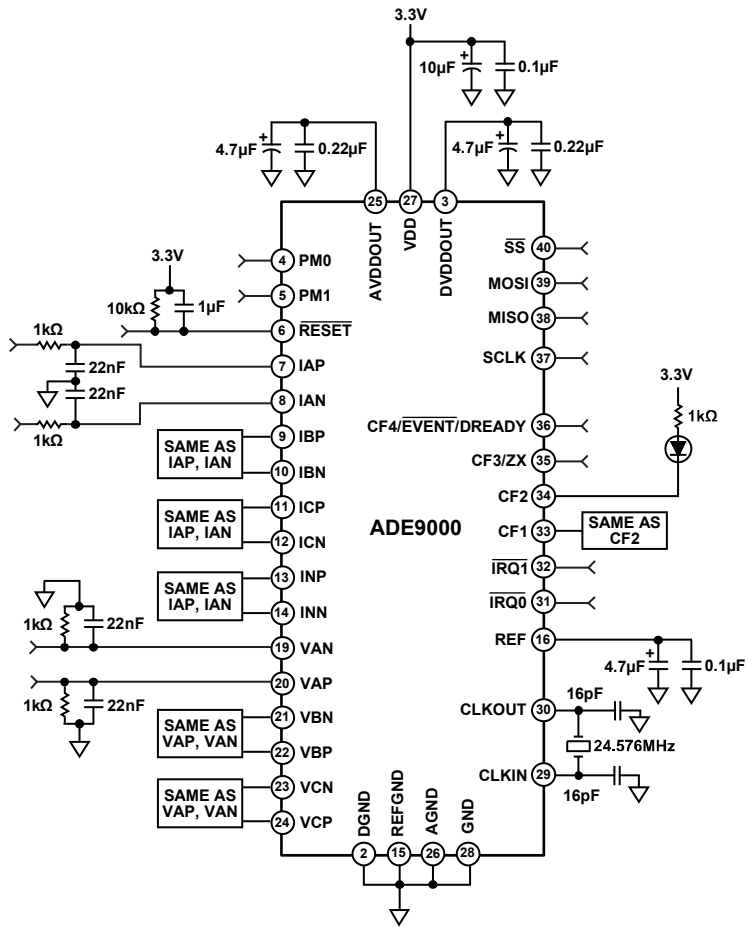 3.3V
10µF
+
0.1µF
4.7µF
+
0.22µF
4.7µF
+
0.22µF
25
27
3
AVDDOUT
VDD
DVDDOUT
4
PM0
5
PM1
3.3V
10kΩ
1µF
6
RESET
1kΩ
7
IAP
22nF
22nF
8
IAN
1kΩ
9
IBP
SAME AS
IAP, IAN
10
IBN
11
ICP
SAME AS
IAP, IAN
12
ICN
13
INP
SAME AS
IAP, IAN
14
INN
1kΩ
22nF
19
VAN
20
VAP
1kΩ
22nF
21
VBN
SAME AS
VAP, VAN
22
VBP
23
VCN
SAME AS
VAP, VAN
24
VCP
ADE9000
SS
40
MOSI
39
MISO
38
SCLK
37
3.3V
1kΩ
CF4/EVENT/DREADY
36
CF3/ZX
35
CF2
34
CF1
33
SAME AS
CF2
IRQ1
32
IRQ0
31
REF
16
4.7µF
+
0.1µF
CLKOUT
30
16pF
24.576MHz
CLKIN
29
16pF
DGND
REFGND
AGND
GND
2
15
26
28